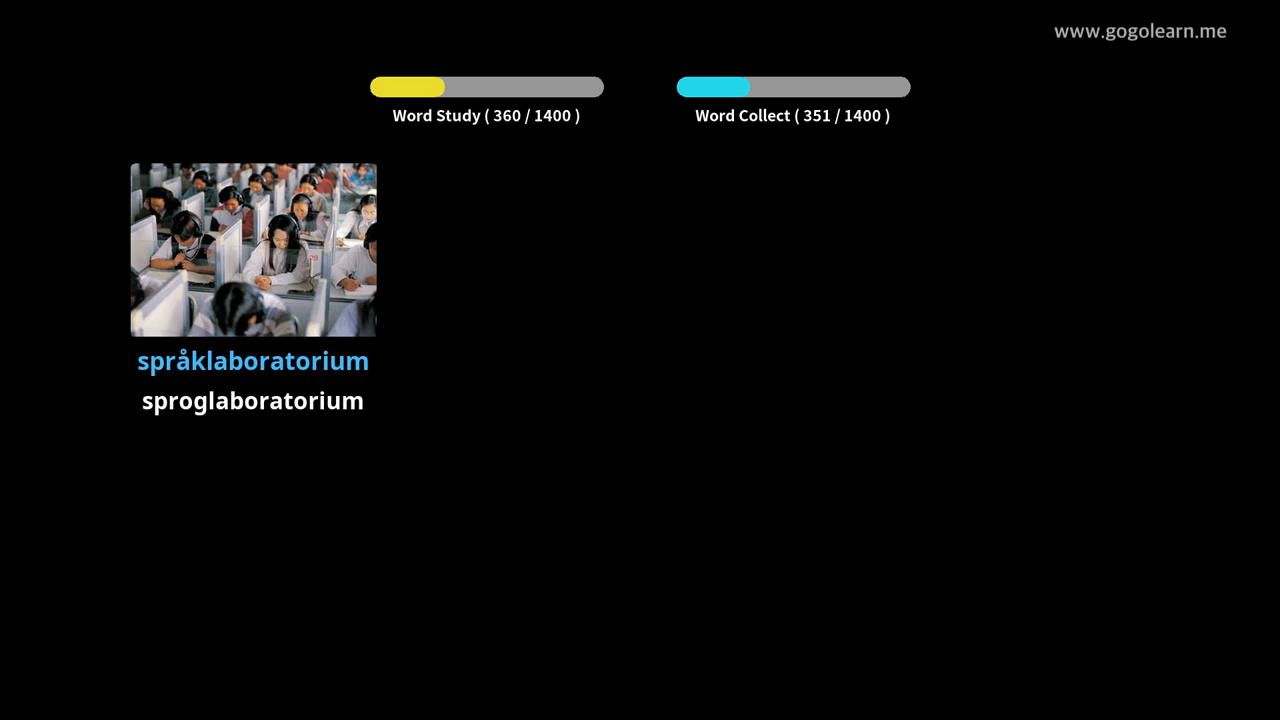 www.gogolearn.me
Word Study ( 360 / 1400 )
Word Collect ( 351 / 1400 )
språklaboratorium
sproglaboratorium